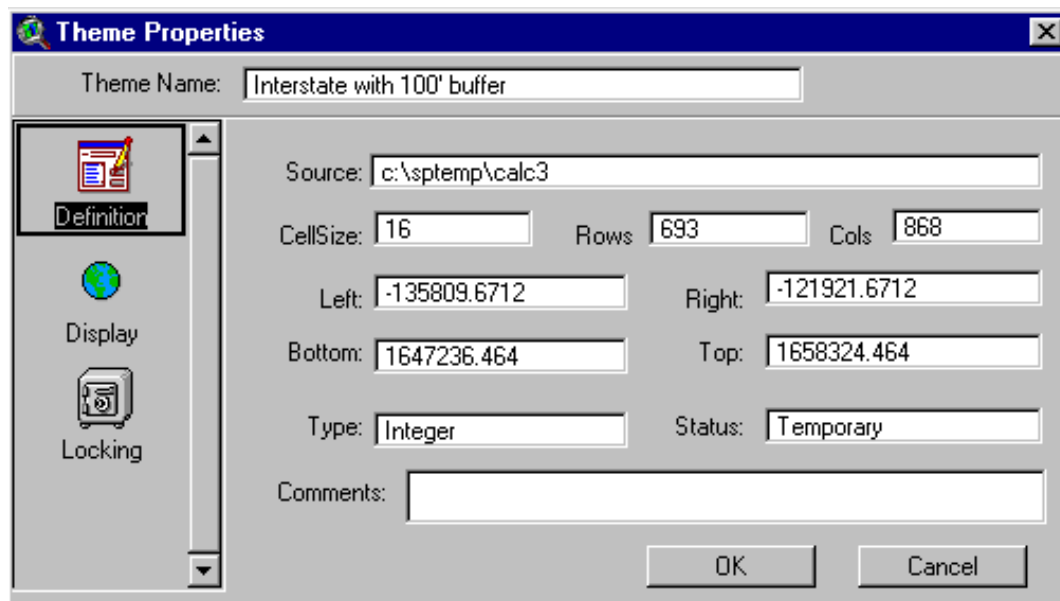 Theme Properties
Theme Name: Interstate with 100' buffer
Definition
Display
Locking
Source: c:\sptemp\calc3
CellSize: 16 Rows 693 Cols 868
Left: -135809.6712 Right: -121921.6712
Bottom: 1647236.464 Top: 1658324.464
Type: Integer Status: Temporary
Comments:
OK Cancel